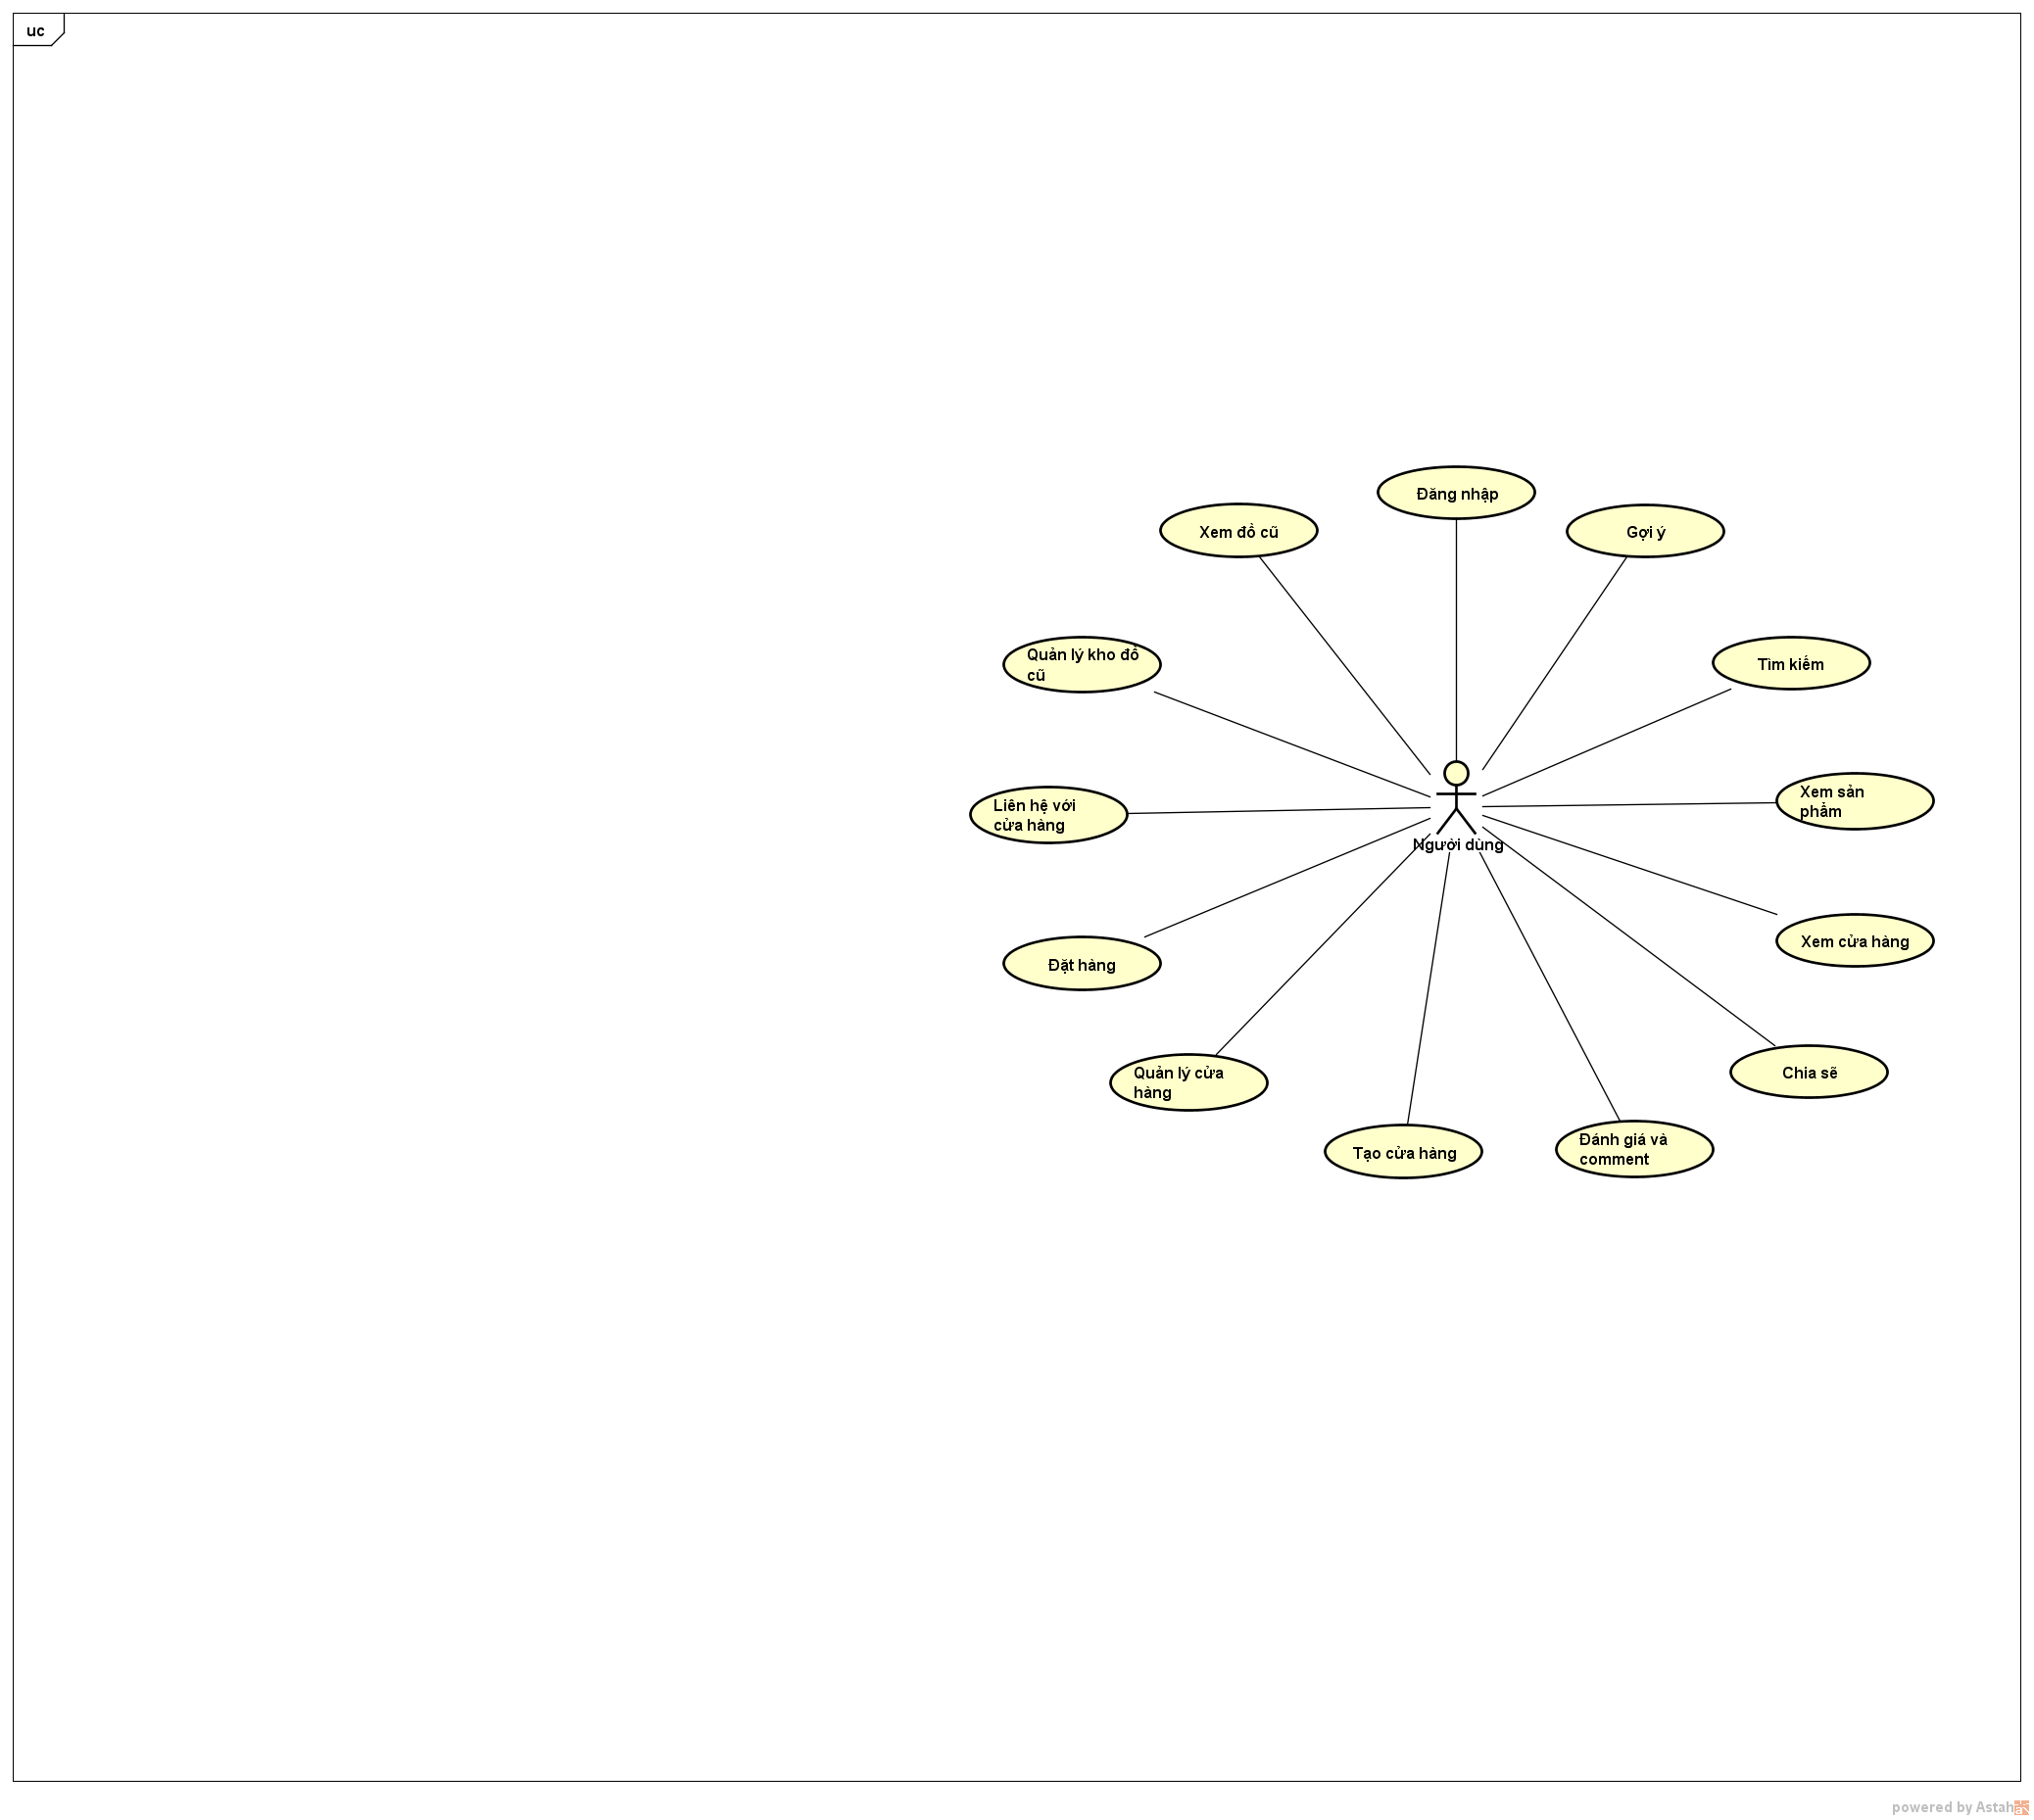 uc
Đăng nhập
Xem đồ cũ
Gợi ý
Quản lý kho đồ
cũ
Tìm kiếm
Xem sản
phẩm
Liên hệ với
cửa hàng
Người dùng
Xem cửa hàng
Đặt hàng
Chia sẽ
Quản lý cửa
hàng
Đánh giá và
comment
Tạo cửa hàng
powered by Astah